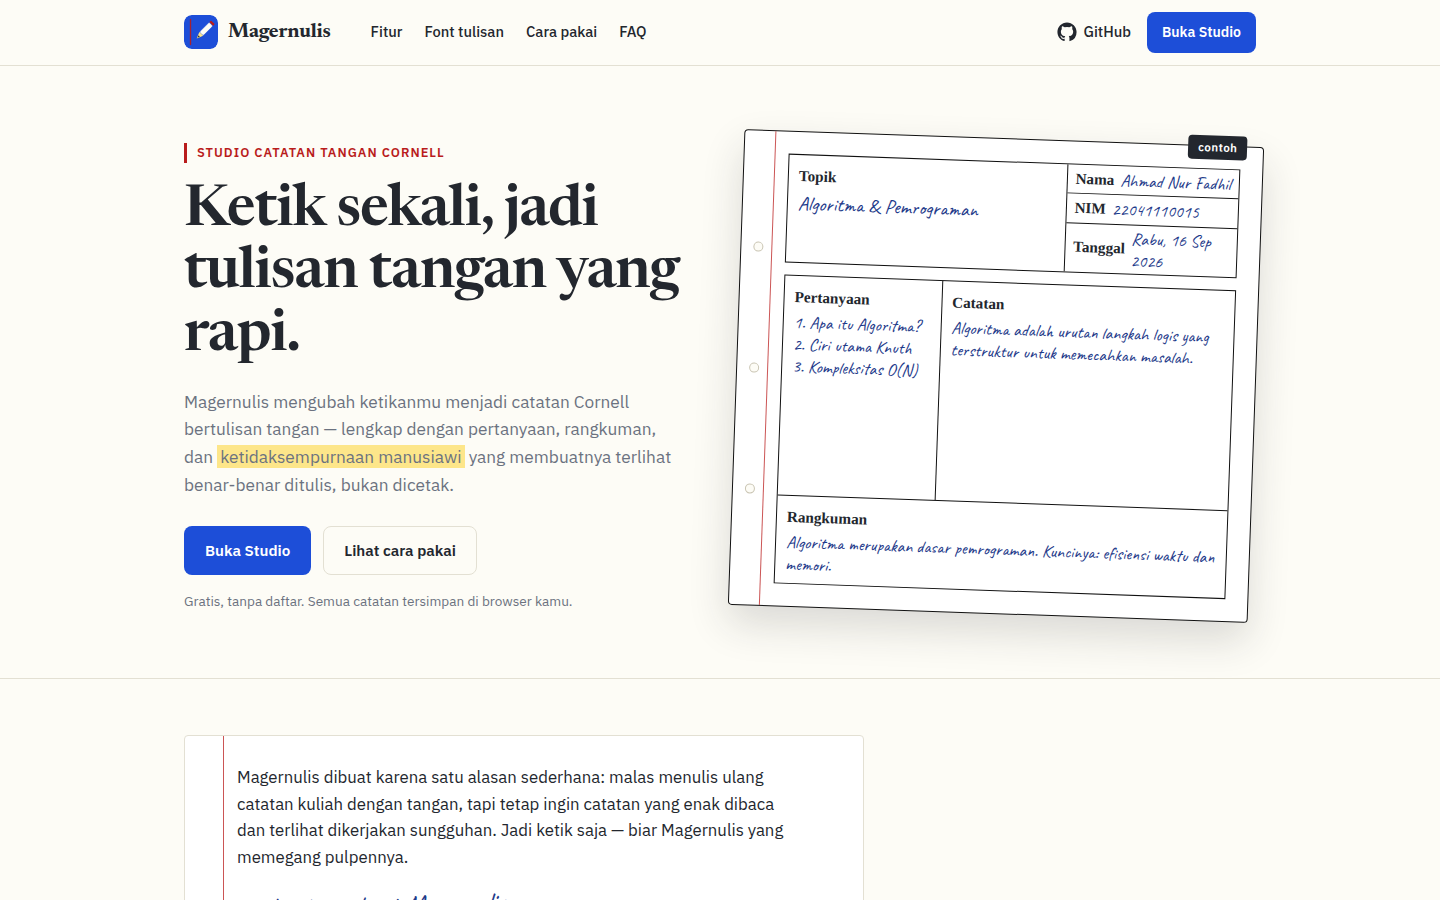 Magernulis
Fitur
Font tulisan
Cara pakai
FAQ
GitHub
Buka Studio
STUDIO CATATAN TANGAN CORNELL
Ketik sekali, jadi
tulisan tangan yang
rapi.
Magernulis mengubah ketikanmu menjadi catatan Cornell
bertulisan tangan — lengkap dengan pertanyaan, rangkuman,
dan ketidaksempurnaan manusiawi yang membuatnya terlihat
benar-benar ditulis, bukan dicetak.
Buka Studio
Lihat cara pakai
Gratis, tanpa daftar. Semua catatan tersimpan di browser kamu.
contoh
Topik
Algoritma & Pemrograman
Nama Ahmad Nur Fadhil
NIM 22041110015
Tanggal Rabu, 16 Sep
2026
Pertanyaan
1. Apa itu Algoritma?
2. Ciri utama Knuth
3. Kompleksitas O(N)
Catatan
Algoritma adalah urutan langkah logis yang
terstruktur untuk memecahkan masalah.
Rangkuman
Algoritma merupakan dasar pemrograman. Kuncinya: efisiensi waktu dan
memori.
Magernulis dibuat karena satu alasan sederhana: malas menulis ulang
catatan kuliah dengan tangan, tapi tetap ingin catatan yang enak dibaca
dan terlihat dikerjakan sungguhan. Jadi ketik saja — biar Magernulis yang
memegang pulpennya.